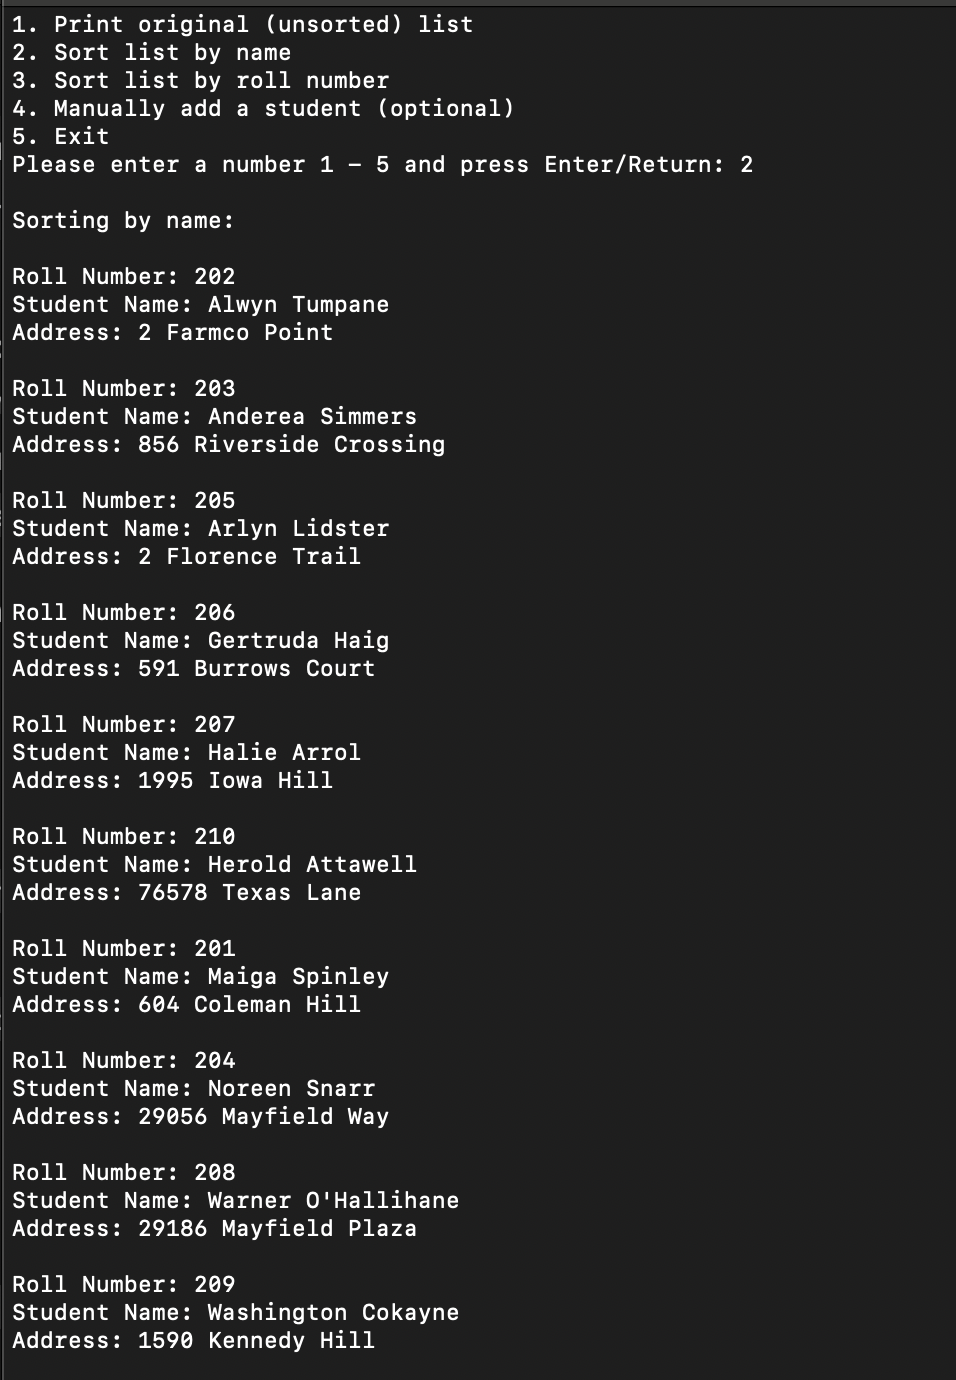 1. Print original (unsorted) list
2. Sort list by name
3. Sort list by roll number
4. Manually add a student (optional)
5. Exit
Please enter a number 1 – 5 and press Enter/Return: 2
Sorting by name:
Roll Number: 202
Student Name: Alwyn Tumpane
Address: 2 Farmco Point
Roll Number: 203
Student Name: Anderea Simmers
Address: 856 Riverside Crossing
Roll Number: 205
Student Name: Arlyn Lidster
Address: 2 Florence Trail
Roll Number: 206
Student Name: Gertruda Haig
Address: 591 Burrows Court
Roll Number: 207
Student Name: Halie Arrol
Address: 1995 Iowa Hill
Roll Number: 210
Student Name: Herold Attawell
Address: 76578 Texas Lane
Roll Number: 201
Student Name: Maiga Spinley
Address: 604 Coleman Hill
Roll Number: 204
Student Name: Noreen Snarr
Address: 29056 Mayfield Way
Roll Number: 208
Student Name: Warner O'Hallihane
Address: 29186 Mayfield Plaza
Roll Number: 209
Student Name: Washington Cokayne
Address: 1590 Kennedy Hill